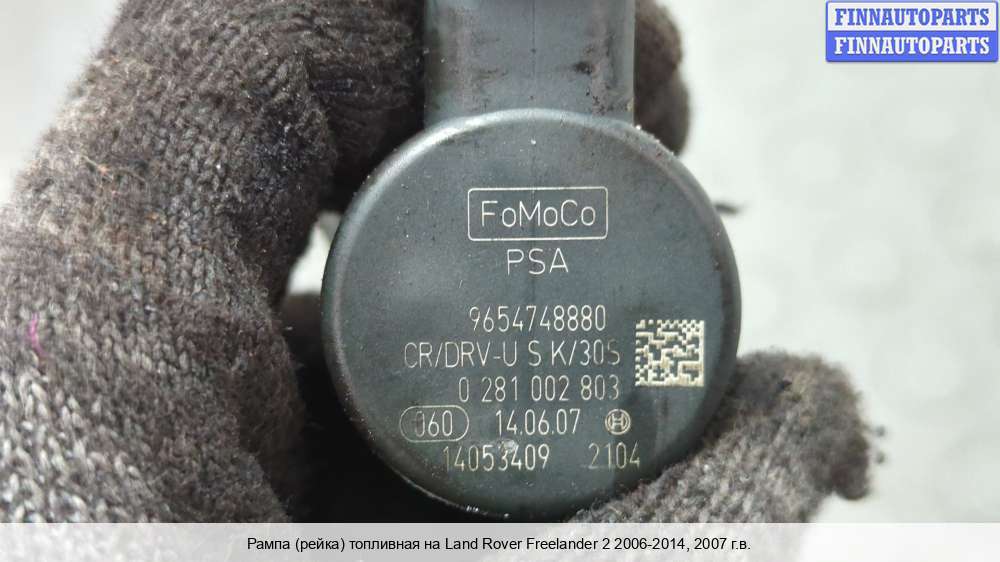 FINNAUTOPARTS
FINNAUTOPARTS
FoMoCo
PSA
9654748880
CR/DRV-U S K/30S
0 281 002 803
060 14.06.07
14053409 2104
Рампа (рейка) топливная на Land Rover Freelander 2 2006-2014, 2007 г.в.